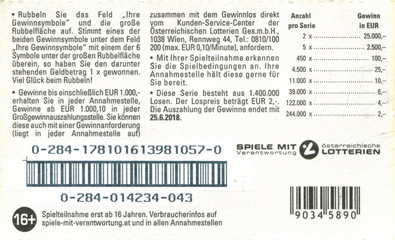 • Rubbeln Sie das Feld „Ihre
Gewinnsymbole" und die große
Rubbelfläche auf. Stimmt eines der
beiden Gewinnsymbole unter dem Feld
„Ihre Gewinnsymbole" mit einem der 6
Symbole unter der großen Rubbelfläche
überein, so haben Sie den darunter
stehenden Geldbetrag 1 x gewonnen.
Viel Glück beim Rubbeln!
• Gewinne bis einschließlich EUR 1.000,-
erhalten Sie in jeder Annahmestelle,
Gewinne ab EUR 1.000,10 in jeder
Großgewinnauszahlungsstelle. Sie können
diese auch mit einer Gewinnanforderung
(liegt in jeder Annahmestelle auf)
zusammen mit dem Gewinnlos direkt
vom Kunden-Service-Center der
Österreichischen Lotterien Ges.m.b.H.,
1038 Wien, Rennweg 44, Tel.: 0810/100
200 (max. EUR 0,10/Minute), anfordern.
• Mit Ihrer Spielteilnahme erkennen
Sie die Spielbedingungen an. Ihre
Annahmestelle hält diese gerne für
Sie bereit.
• Diese Serie besteht aus 1.400.000
Losen. Der Lospreis beträgt EUR 2,-.
Die Auszahlung der Gewinne endet mit
25.6.2018.
Anzahl Gewinn
pro Serie in EUR
2 x 25.000,-
5 x 2.500,-
450 x 100,-
4.500 x 25,-
11.000 x 10,-
39.000 x 6,-
122.000 x 4,-
244.000 x 2,-
0-284-178101613981057-0
0-284-014234-043
SPIELE MIT
Verantwortung
österreichische
LOTTERIEN
9034 5890
16+
Spielteilnahme erst ab 16 Jahren. Verbraucherinfos auf
spiele-mit-verantwortung.at und in allen Annahmestellen